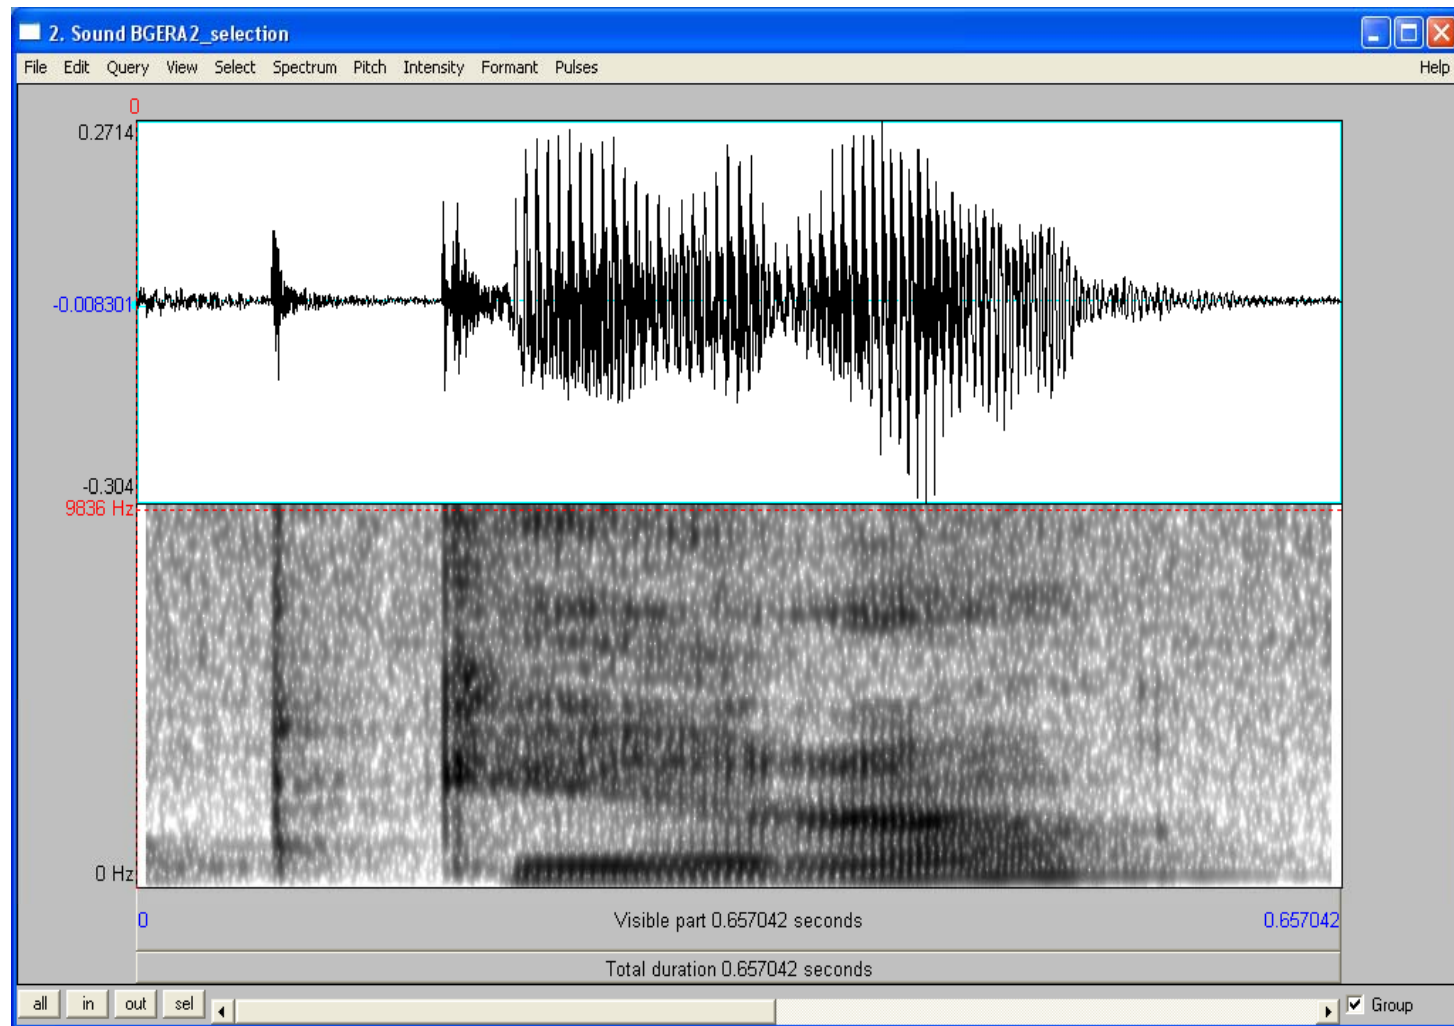 2. Sound BGERA2_selection
File Edit Query View Select Spectrum Pitch Intensity Formant Pulses Help
0
0.2714
-0.008301
-0.304
9836 Hz
0 Hz
0 Visible part 0.657042 seconds 0.657042
Total duration 0.657042 seconds
all in out sel Group